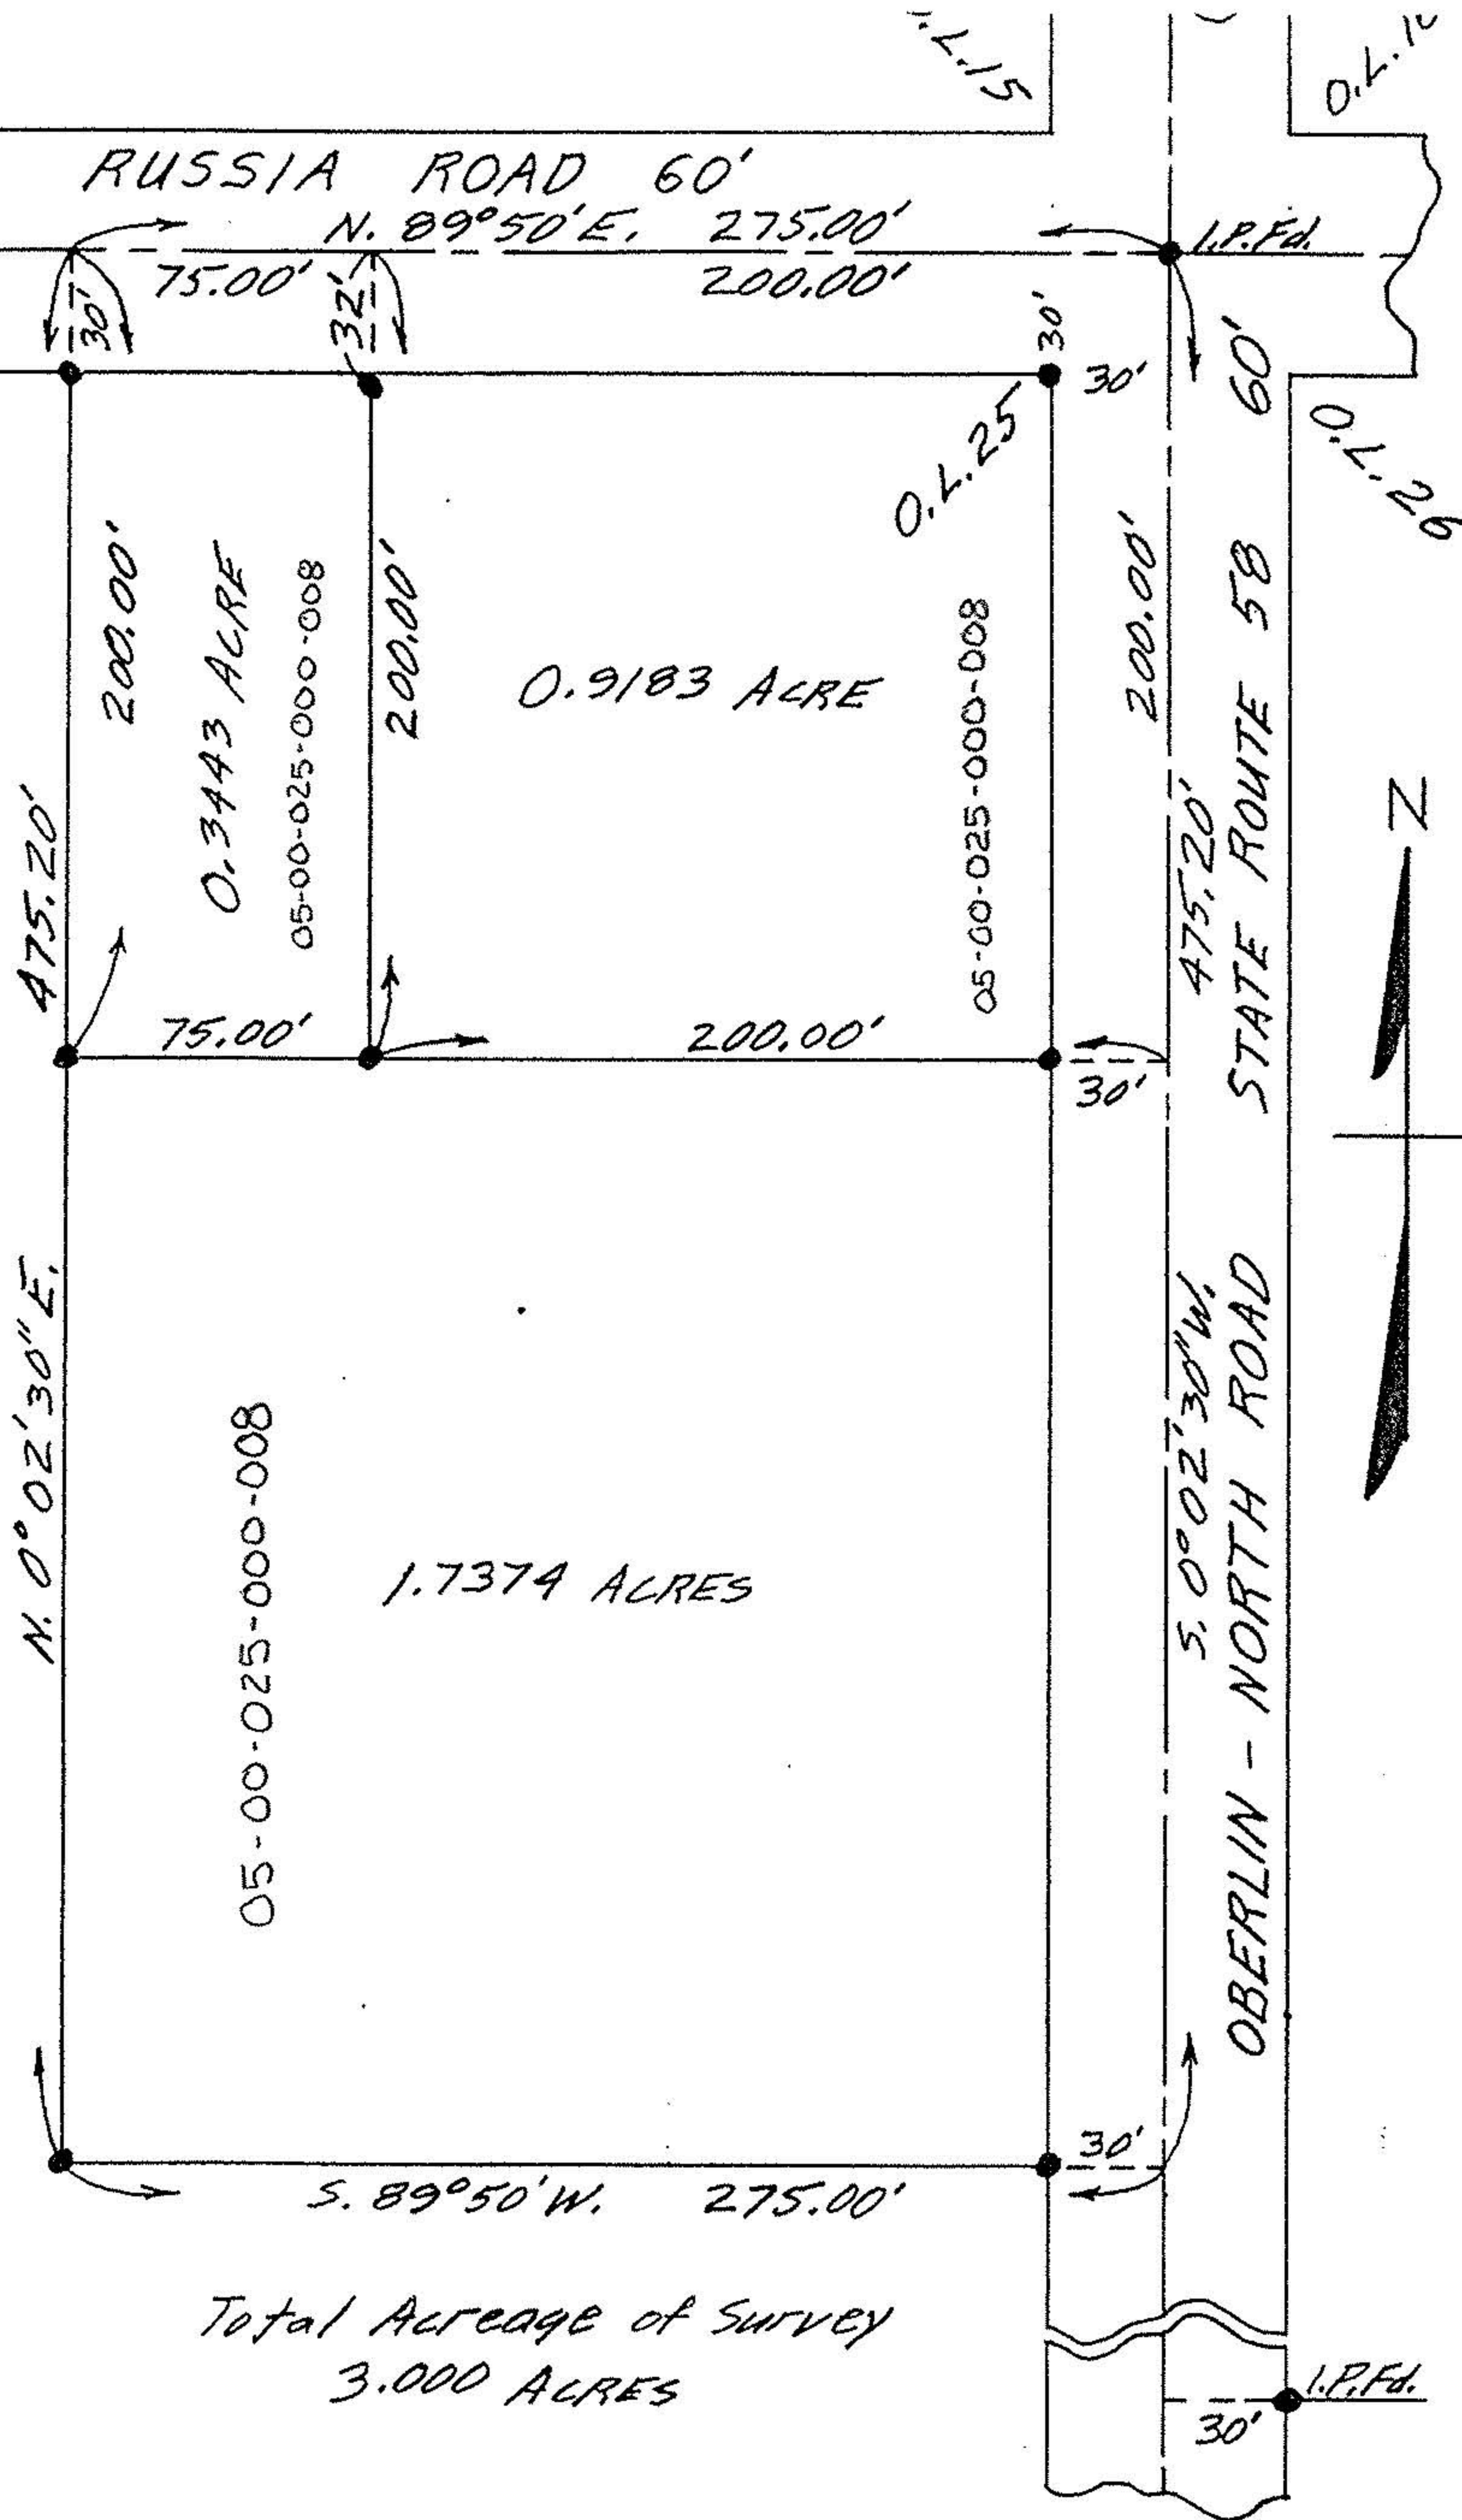 O.L.15
RUSSIA ROAD 60'
N. 89°50'E. 275.00'
I.P.Fd.
75.00'
200.00'
30'
32'
30'
30'
60'
O.L. 25
O.L. 26
200.00'
0.3443 ACRE
05-00-025-000-008
200.00'
0.9183 ACRE
05-00-025-000-008
200.00'
475.20'
475.20'
STATE ROUTE 58
N
75.00'
200.00'
30'
N. 0° 02' 30" E.
05-00-025-000-008
1.7374 ACRES
S. 0° 02' 30" W.
OBERLIN - NORTH ROAD
30'
S. 89°50' W. 275.00'
Total Acreage of Survey
3.000 ACRES
I.P.Fd.
30'